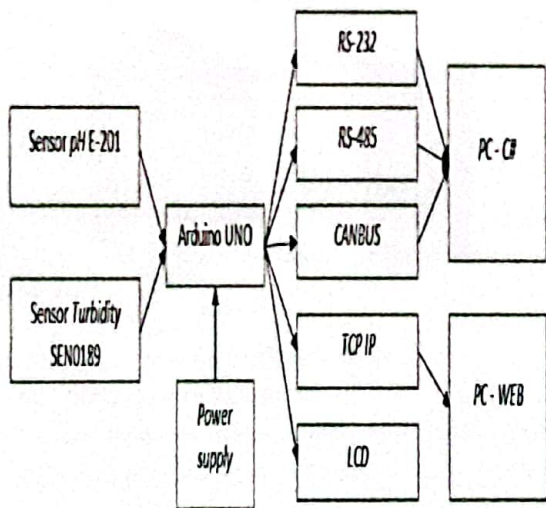 RS-232
Sensor pH E-201
RS-485
PC - C#
Arduino UNO
CANBUS
Sensor Turbidity
SEN0189
TCP IP
PC - WEB
Power
supply
LCD